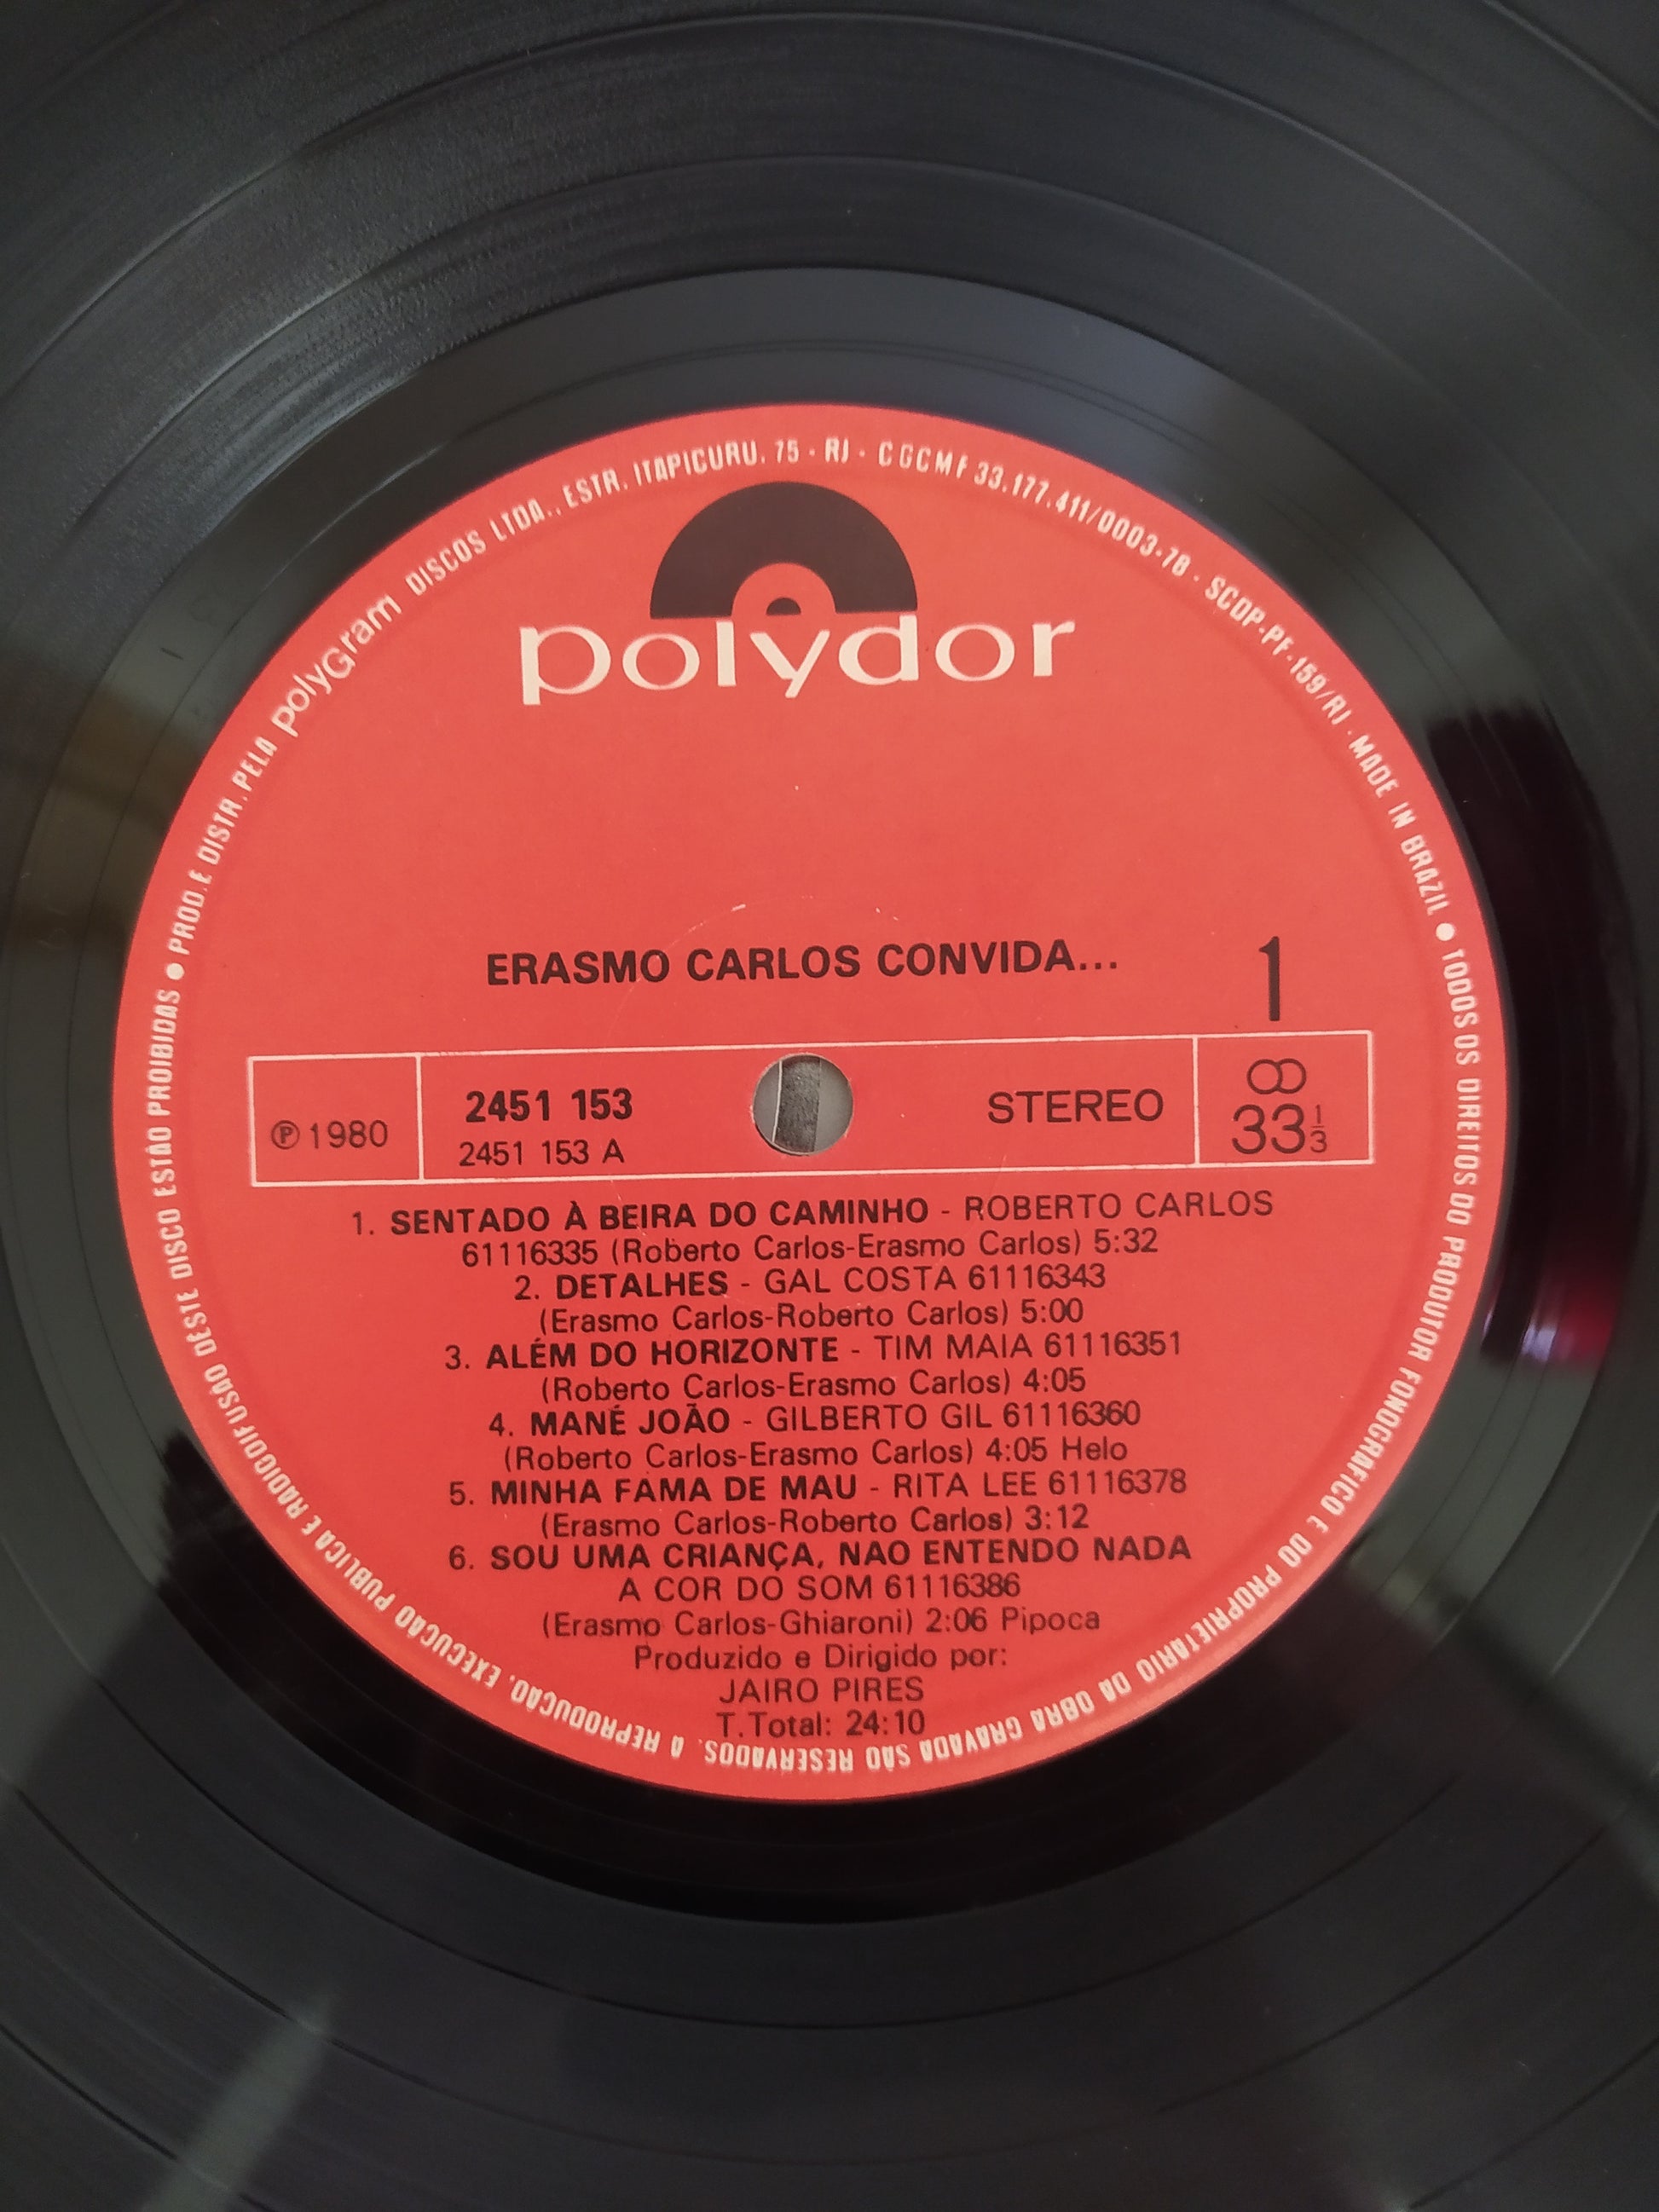 PROD. E DISTR. PELA polyGram DISCOS LTDA., ESTR. ITAPICURU. 75 - RJ - CGCMF 33.177.411/0003-78 - SCDP-PF-159/RJ - MADE IN BRAZIL
polydor
ERASMO CARLOS CONVIDA...
1
℗ 1980
2451 153
2451 153 A
STEREO
33 1/3
1. SENTADO À BEIRA DO CAMINHO - ROBERTO CARLOS
61116335 (Roberto Carlos-Erasmo Carlos) 5:32
2. DETALHES - GAL COSTA 61116343
(Erasmo Carlos-Roberto Carlos) 5:00
3. ALÉM DO HORIZONTE - TIM MAIA 61116351
(Roberto Carlos-Erasmo Carlos) 4:05
4. MANÉ JOÃO - GILBERTO GIL 61116360
(Roberto Carlos-Erasmo Carlos) 4:05 Helo
5. MINHA FAMA DE MAU - RITA LEE 61116378
(Erasmo Carlos-Roberto Carlos) 3:12
6. SOU UMA CRIANÇA, NAO ENTENDO NADA
A COR DO SOM 61116386
(Erasmo Carlos-Ghiaroni) 2:06 Pipoca
Produzido e Dirigido por:
JAIRO PIRES
T.Total: 24:10
TODOS OS DIREITOS DO PRODUTOR FONOGRAFICO E DO PROPRIETARIO DA OBRA GRAVADA SÃO RESERVADOS. A REPRODUÇÃO, EXECUÇÃO PUBLICA E RADIODIFUSÃO DESTE DISCO ESTÃO PROIBIDAS